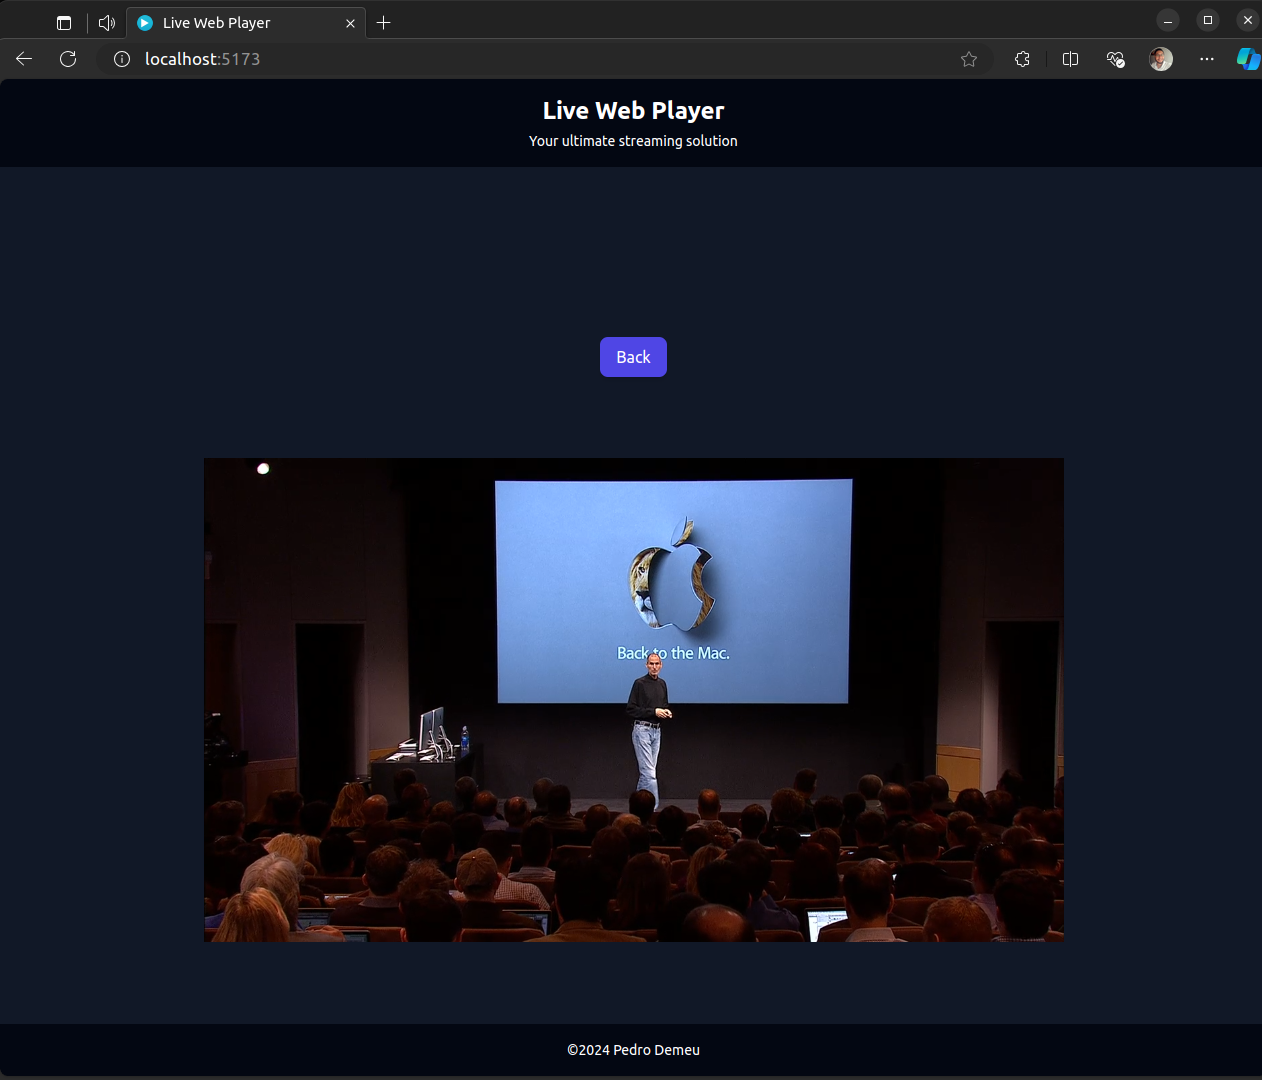 Live Web Player
localhost:5173
Live Web Player
Your ultimate streaming solution
Back
Back to the Mac.
©2024 Pedro Demeu